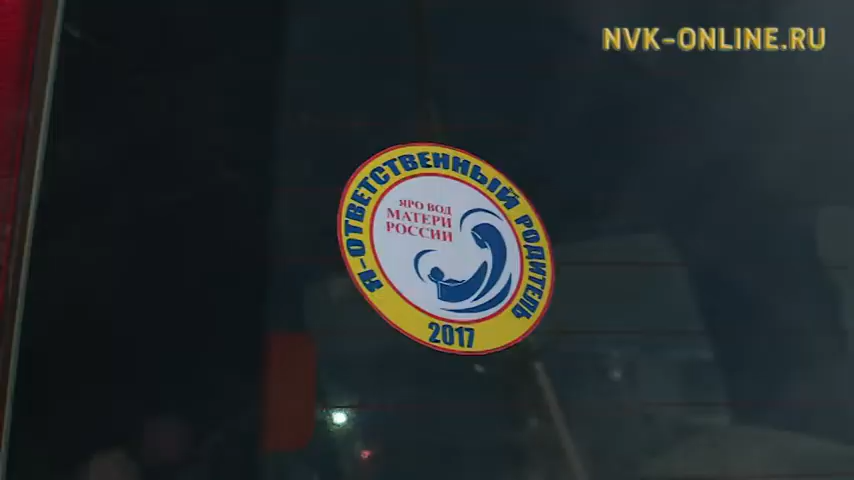 NVK-ONLINE.RU
Я-ОТВЕТСТВЕННЫЙ РОДИТЕЛЬ
ЯРО ВОД
МАТЕРИ
РОССИИ
2017